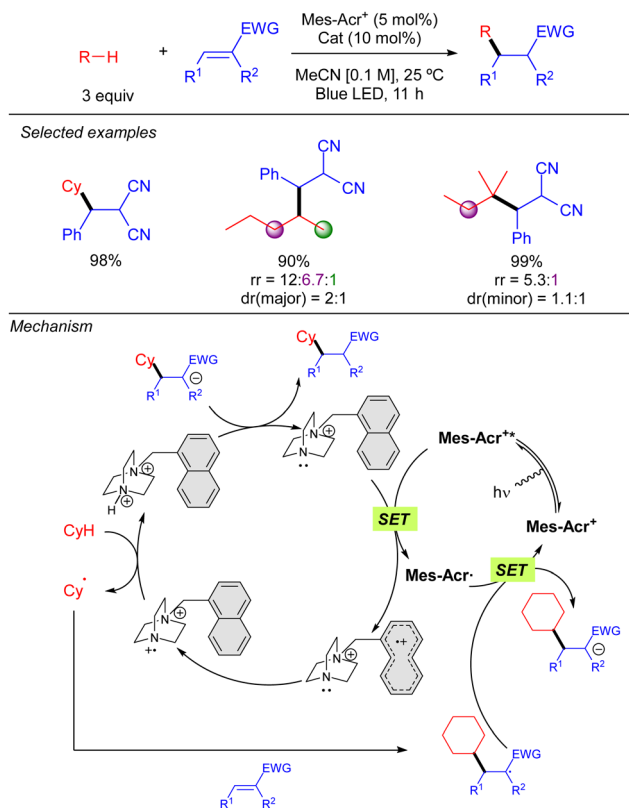 R–H + R¹ EWG R² Mes-Acr⁺ (5 mol%) R EWG
Cat (10 mol%) R¹ R²
3 equiv MeCN [0.1 M], 25 ºC
Blue LED, 11 h
Selected examples
Cy CN Ph CN
98%
Ph CN CN
90%
rr = 12:6.7:1
dr(major) = 2:1
CN CN Ph
99%
rr = 5.3:1
dr(minor) = 1.1:1
Mechanism
Cy EWG R¹ R² ⊖
Cy EWG R¹ R²
N ⊕ N H ⊕
N ⊕ N ··
Mes-Acr⁺*
hν
SET
Mes-Acr⁺
CyH
Mes-Acr·
SET
Cy·
N ⊕ N +·
N ⊕ N ·· ·+
EWG R¹ R² ⊖
EWG R¹ R²
EWG R¹ R²